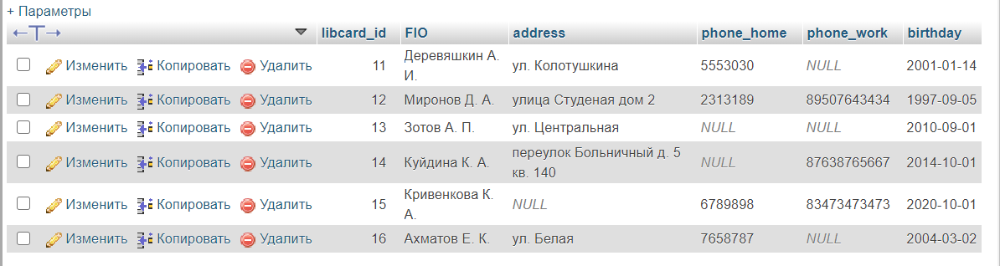 + Параметры
←T→ libcard_id FIO address phone_home phone_work birthday
Изменить Копировать Удалить 11 Деревяшкин А. И. ул. Колотушкина 5553030 NULL 2001-01-14
Изменить Копировать Удалить 12 Миронов Д. А. улица Студеная дом 2 2313189 89507643434 1997-09-05
Изменить Копировать Удалить 13 Зотов А. П. ул. Центральная NULL NULL 2010-09-01
Изменить Копировать Удалить 14 Куйдина К. А. переулок Больничный д. 5 кв. 140 NULL 87638765667 2014-10-01
Изменить Копировать Удалить 15 Кривенкова К. А. NULL 6789898 83473473473 2020-10-01
Изменить Копировать Удалить 16 Ахматов Е. К. ул. Белая 7658787 NULL 2004-03-02